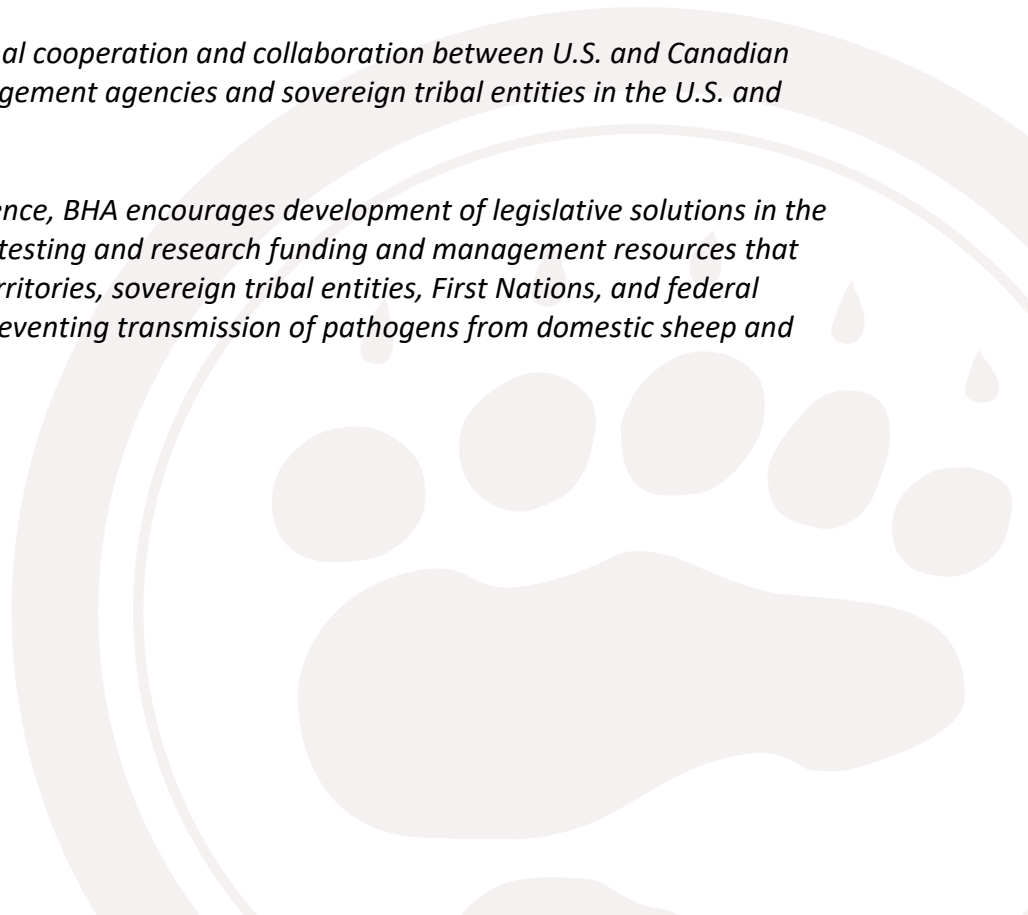 al cooperation and collaboration between U.S. and Canadian
gement agencies and sovereign tribal entities in the U.S. and
ence, BHA encourages development of legislative solutions in the
testing and research funding and management resources that
rritories, sovereign tribal entities, First Nations, and federal
eventing transmission of pathogens from domestic sheep and